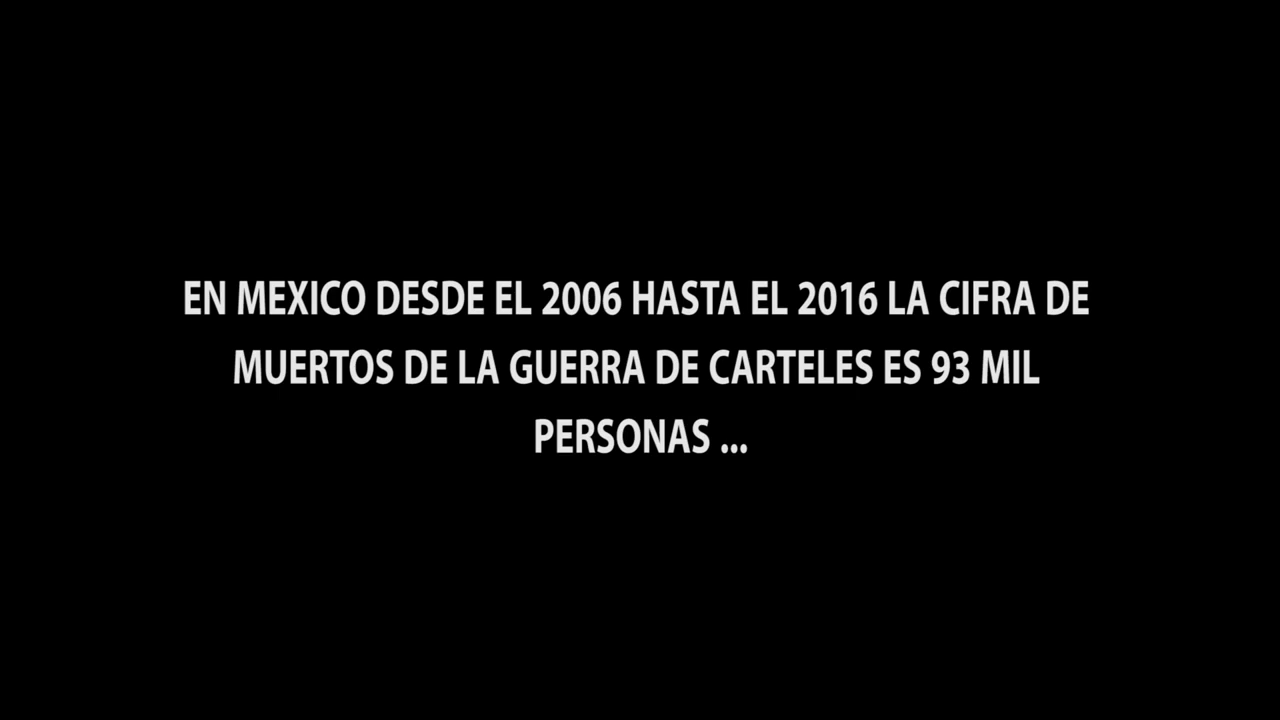 EN MEXICO DESDE EL 2006 HASTA EL 2016 LA CIFRA DE
MUERTOS DE LA GUERRA DE CARTELES ES 93 MIL
PERSONAS ...